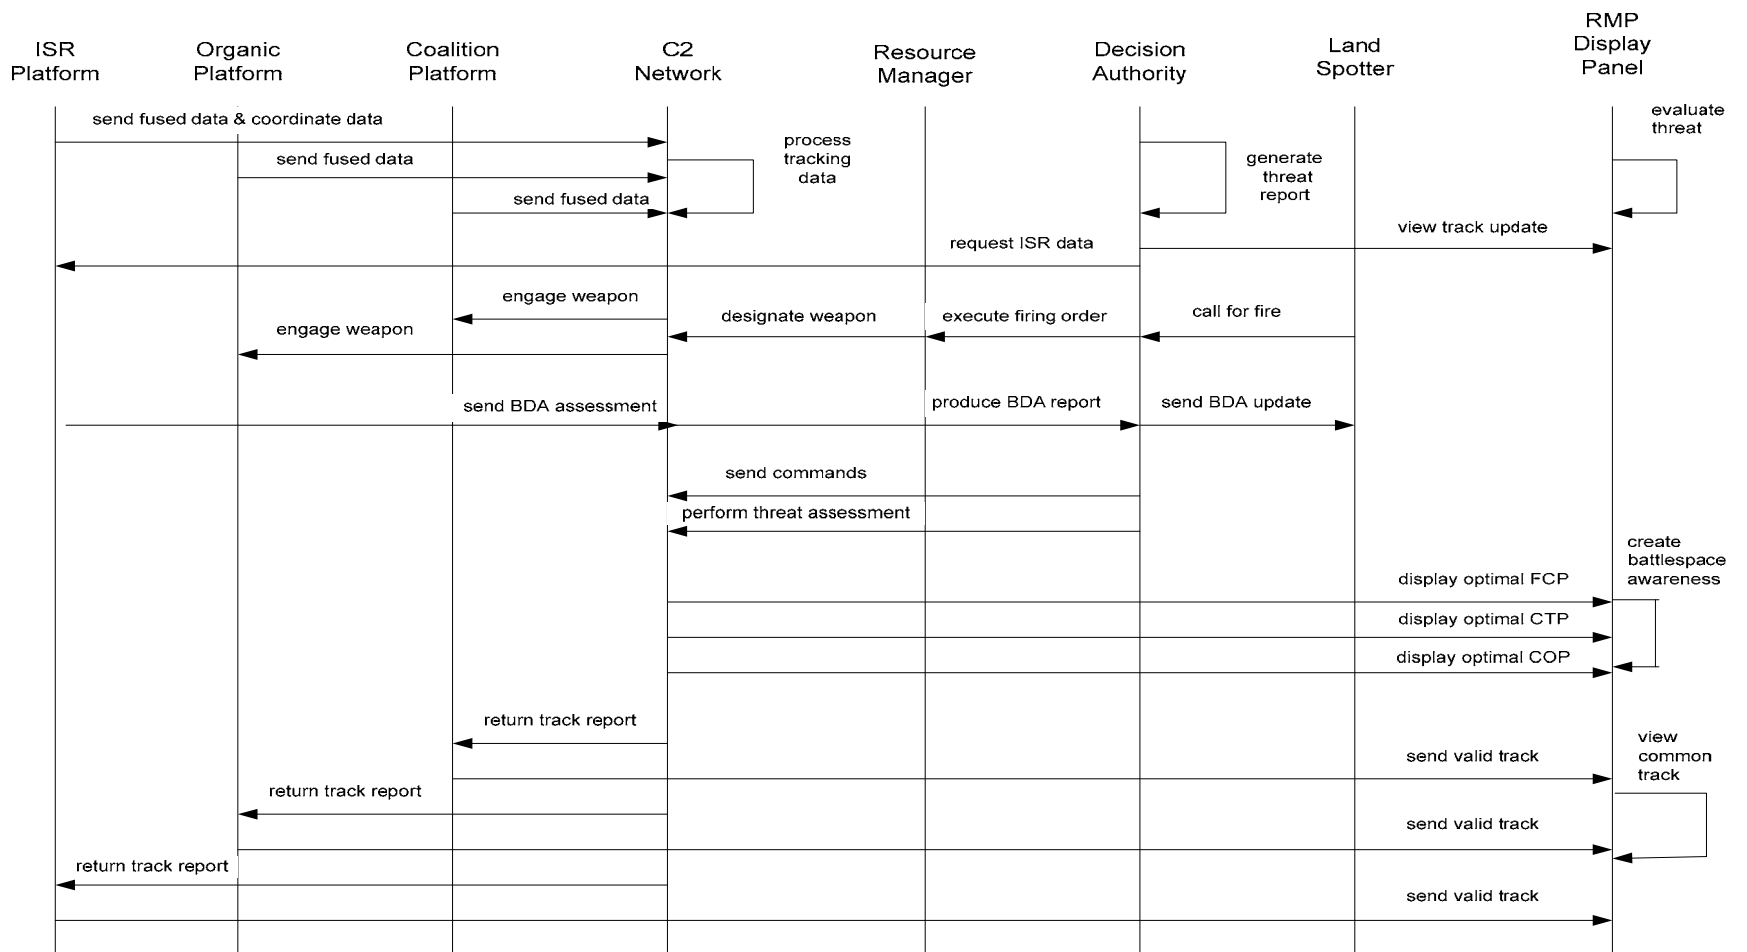 ISR
Platform
Organic
Platform
Coalition
Platform
C2
Network
Resource
Manager
Decision
Authority
Land
Spotter
RMP
Display
Panel
send fused data & coordinate data
evaluate
threat
process
tracking
data
send fused data
generate
threat
report
send fused data
view track update
request ISR data
engage weapon
call for fire
designate weapon
execute firing order
engage weapon
send BDA assessment
produce BDA report
send BDA update
send commands
perform threat assessment
create
battlespace
awareness
display optimal FCP
display optimal CTP
display optimal COP
return track report
view
common
track
send valid track
return track report
send valid track
return track report
send valid track